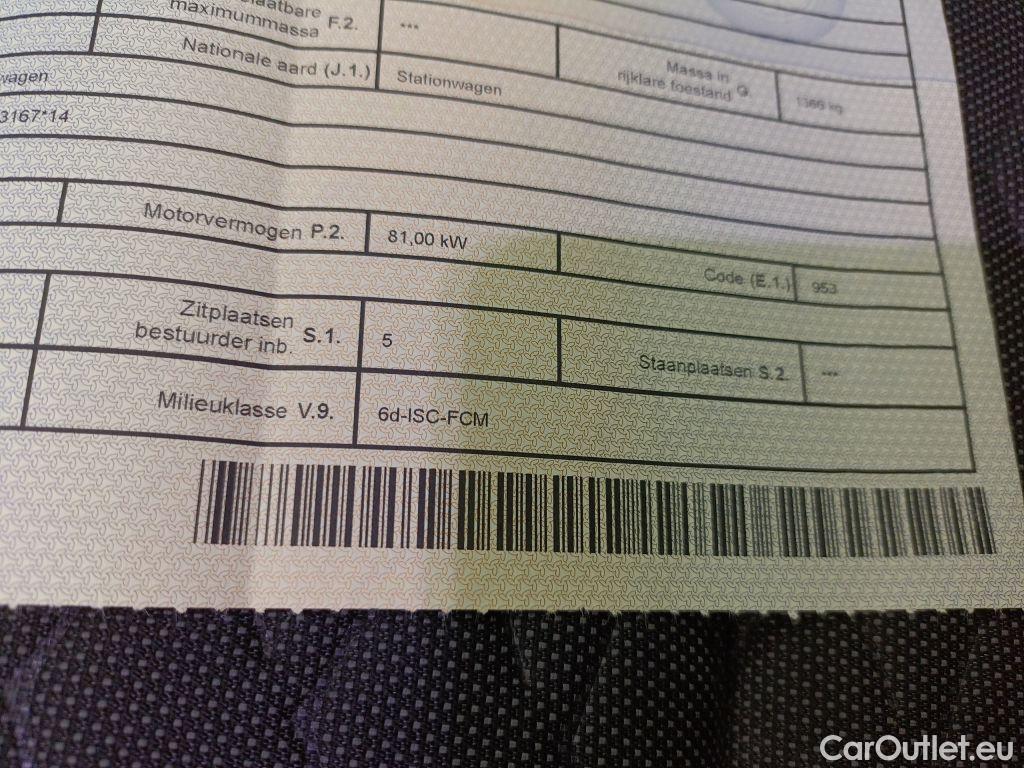 laatbare F.2.
maximummassa
***
Nationale aard (J.1.)
Stationwagen
Massa in
rijklare toestand G.
1366 kg
wagen
3167*14
Motorvermogen P.2.
81,00 kW
Code (E.1.)
953
Zitplaatsen
bestuurder inb. S.1.
5
Staanplaatsen S.2.
***
Milieuklasse V.9.
6d-ISC-FCM
CarOutlet.eu